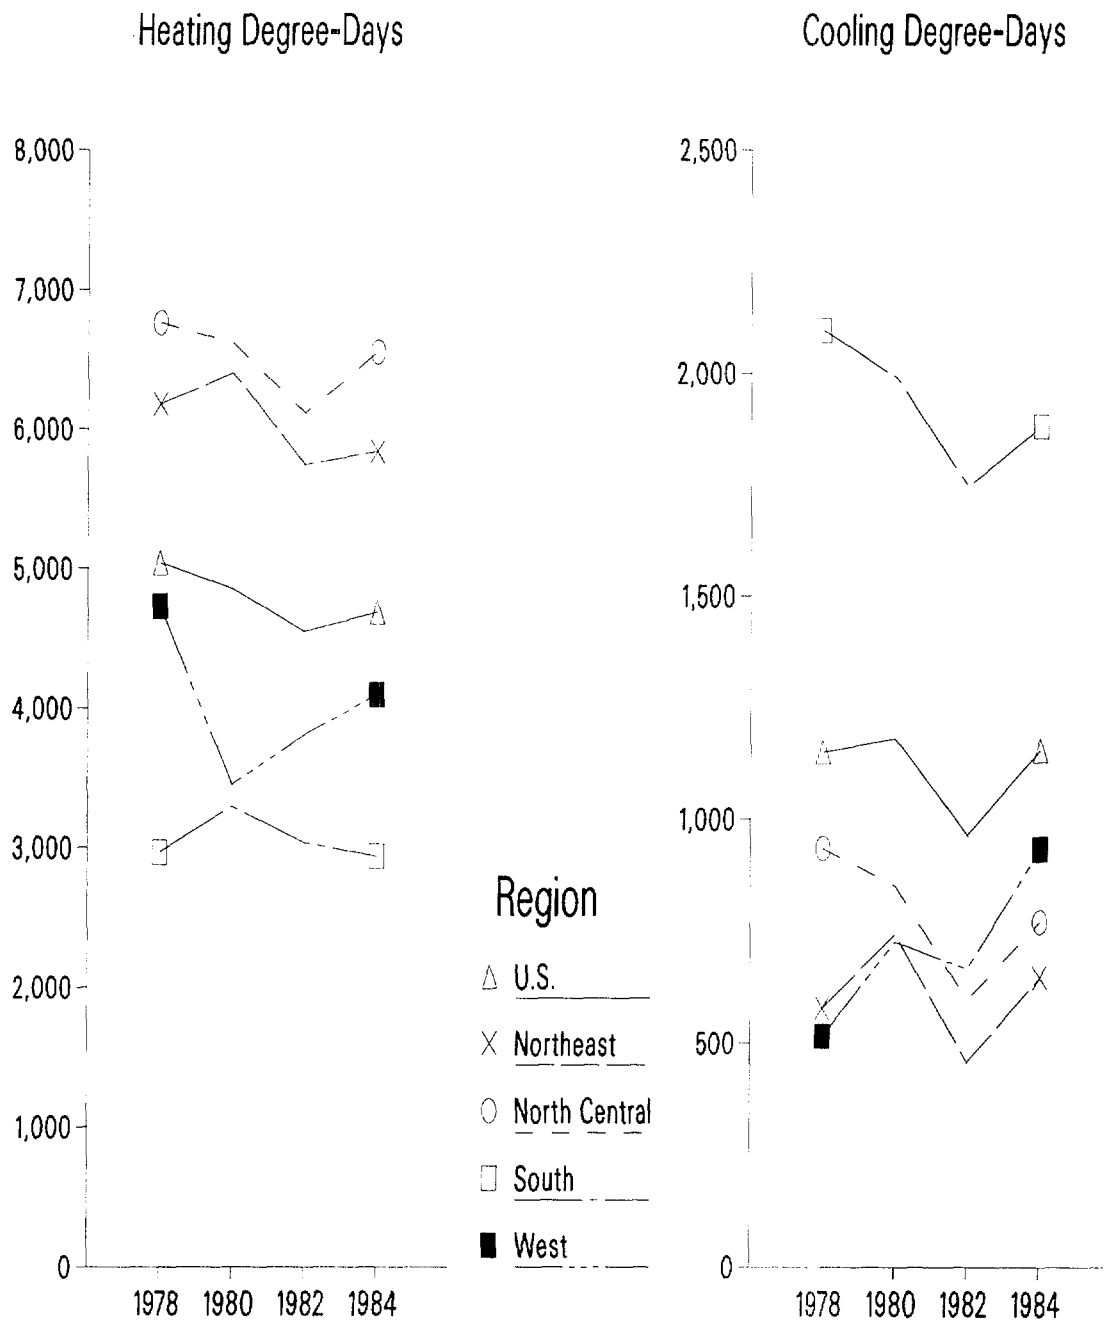 Heating Degree-Days
8,000
7,000
6,000
5,000
4,000
3,000
2,000
1,000
0
1978 1980 1982 1984
Region
U.S.
Northeast
North Central
South
West
Cooling Degree-Days
2,500
2,000
1,500
1,000
500
0
1978 1980 1982 1984